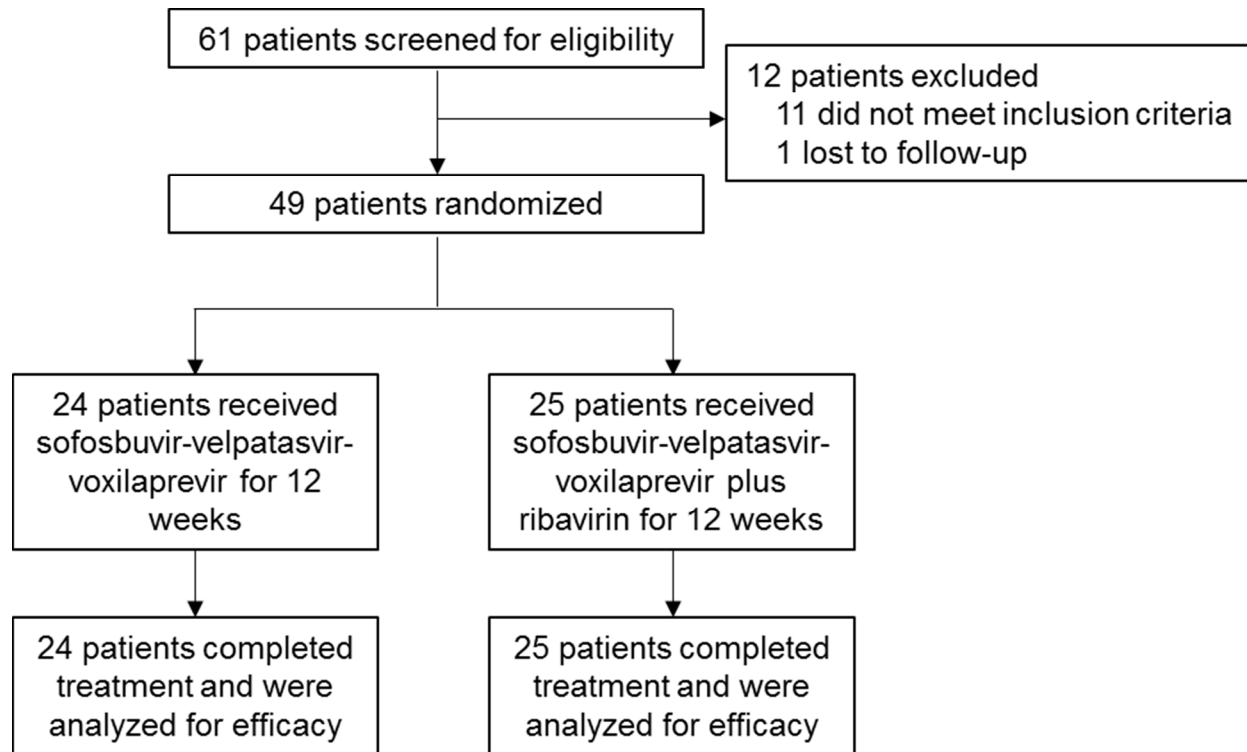 61 patients screened for eligibility
12 patients excluded
11 did not meet inclusion criteria
1 lost to follow-up
49 patients randomized
24 patients received
sofosbuvir-velpatasvir-
voxilaprevir for 12
weeks
25 patients received
sofosbuvir-velpatasvir-
voxilaprevir plus
ribavirin for 12 weeks
24 patients completed
treatment and were
analyzed for efficacy
25 patients completed
treatment and were
analyzed for efficacy